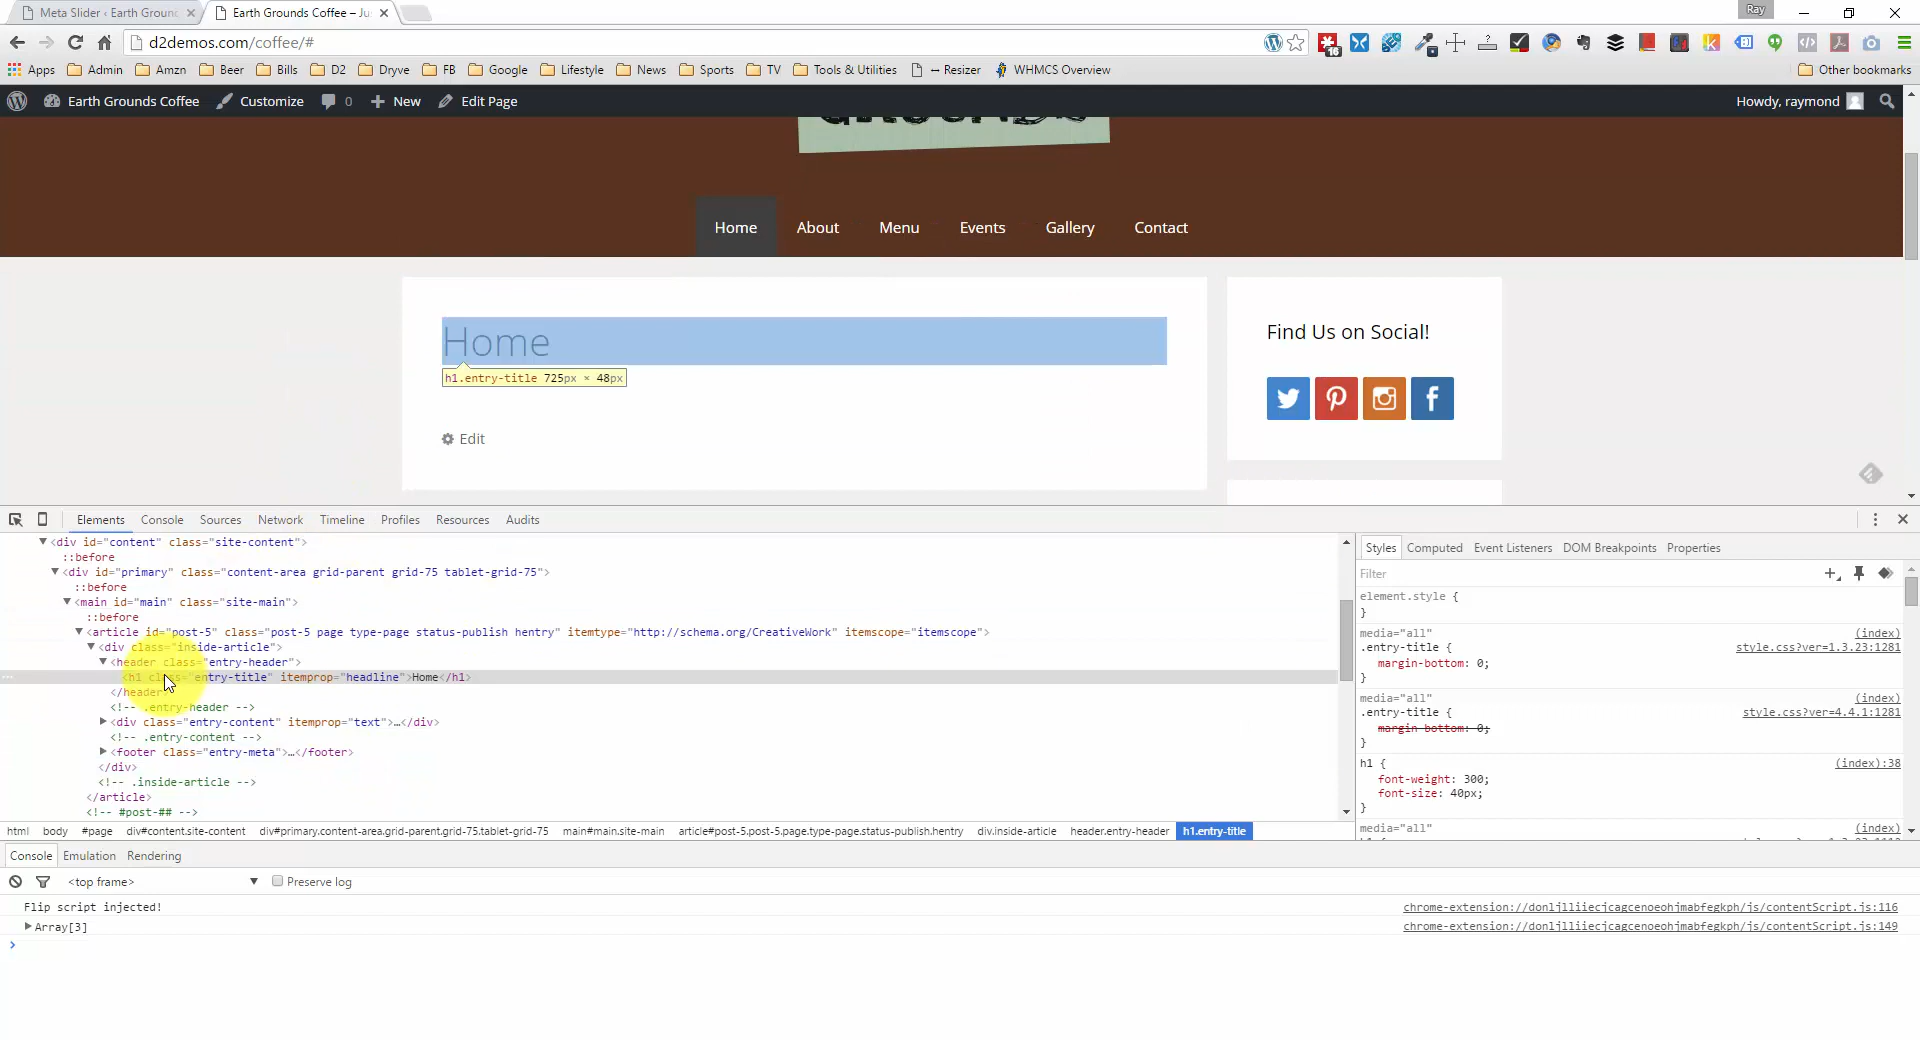 Meta Slider ‹ Earth Ground
Earth Grounds Coffee – Ju
Ray
d2demos.com/coffee/#
16
Apps Admin Amzn Beer Bills D2 Dryve FB Google Lifestyle News Sports TV Tools & Utilities ↔ Resizer WHMCS Overview Other bookmarks
Earth Grounds Coffee Customize 0 New Edit Page Howdy, raymond
GROUNDS
Home About Menu Events Gallery Contact
Home
h1.entry-title 725px × 48px
Edit
Find Us on Social!
Elements Console Sources Network Timeline Profiles Resources Audits
<div id="content" class="site-content">
::before
<div id="primary" class="content-area grid-parent grid-75 tablet-grid-75">
::before
<main id="main" class="site-main">
::before
<article id="post-5" class="post-5 page type-page status-publish hentry" itemtype="http://schema.org/CreativeWork" itemscope="itemscope">
<div class="inside-article">
<header class="entry-header">
<h1 class="entry-title" itemprop="headline">Home</h1>
</header>
<!-- .entry-header -->
<div class="entry-content" itemprop="text">…</div>
<!-- .entry-content -->
<footer class="entry-meta">…</footer>
</div>
<!-- .inside-article -->
</article>
<!-- #post-## -->
html body #page div#content.site-content div#primary.content-area.grid-parent.grid-75.tablet-grid-75 main#main.site-main article#post-5.post-5.page.type-page.status-publish.hentry div.inside-article header.entry-header h1.entry-title
Styles Computed Event Listeners DOM Breakpoints Properties
Filter
element.style {
}
media="all" (index)
.entry-title { style.css?ver=1.3.23:1281
margin-bottom: 0;
}
media="all" (index)
.entry-title { style.css?ver=4.4.1:1281
margin-bottom: 0;
}
h1 { (index):38
font-weight: 300;
font-size: 40px;
}
media="all" (index)
Console Emulation Rendering
<top frame> Preserve log
Flip script injected! chrome-extension://donljlliiecjcagcenoeohjmabfegkph/js/contentScript.js:116
Array[3] chrome-extension://donljlliiecjcagcenoeohjmabfegkph/js/contentScript.js:149